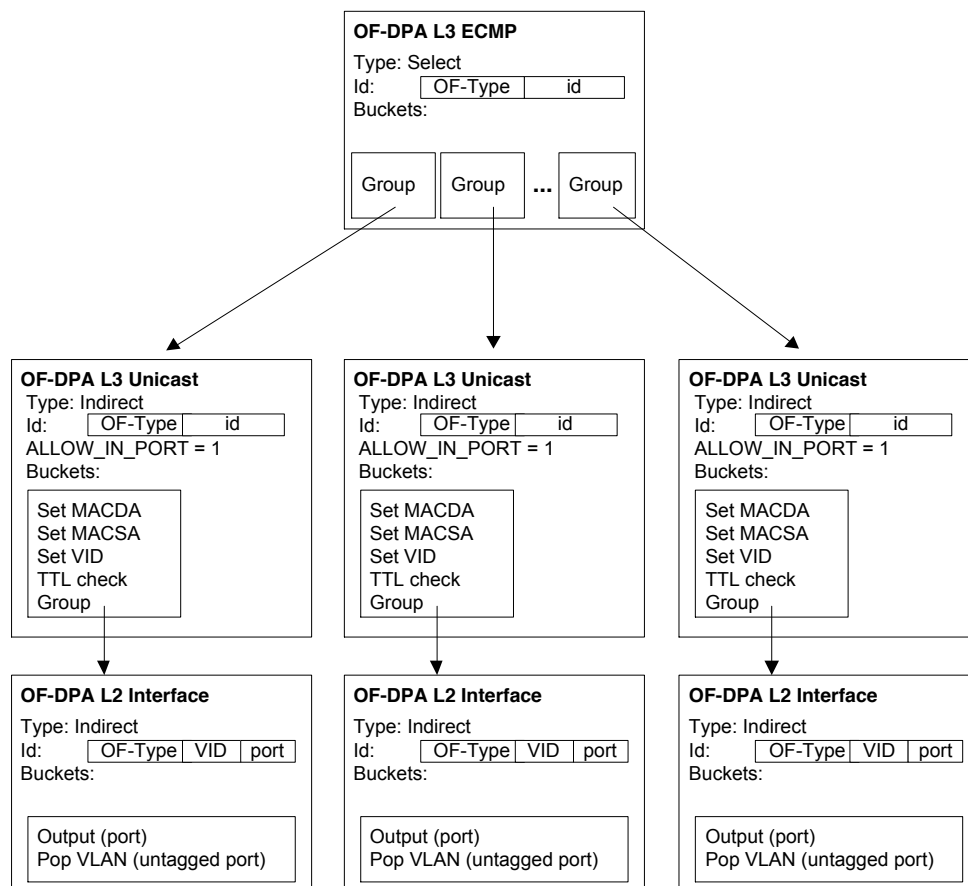 OF-DPA L3 ECMP
Type: Select
Id: OF-Type id
Buckets:
Group Group ... Group
OF-DPA L3 Unicast
Type: Indirect
Id: OF-Type id
ALLOW_IN_PORT = 1
Buckets:
Set MACDA
Set MACSA
Set VID
TTL check
Group
OF-DPA L3 Unicast
Type: Indirect
Id: OF-Type id
ALLOW_IN_PORT = 1
Buckets:
Set MACDA
Set MACSA
Set VID
TTL check
Group
OF-DPA L3 Unicast
Type: Indirect
Id: OF-Type id
ALLOW_IN_PORT = 1
Buckets:
Set MACDA
Set MACSA
Set VID
TTL check
Group
OF-DPA L2 Interface
Type: Indirect
Id: OF-Type VID port
Buckets:
Output (port)
Pop VLAN (untagged port)
OF-DPA L2 Interface
Type: Indirect
Id: OF-Type VID port
Buckets:
Output (port)
Pop VLAN (untagged port)
OF-DPA L2 Interface
Type: Indirect
Id: OF-Type VID port
Buckets:
Output (port)
Pop VLAN (untagged port)